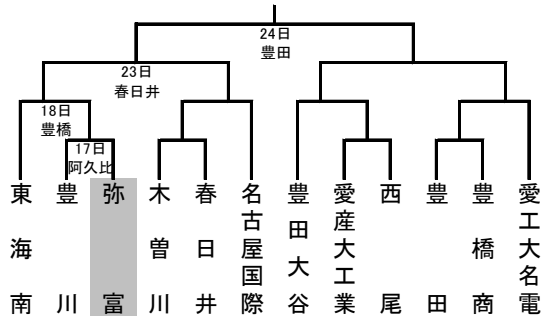 24日
豊田
23日
春日井
18日
豊橋
17日
阿久比
東海南
豊川
弥富
木曽川
春日井
名古屋国際
豊田大谷
愛産大工業
西尾
豊田
豊橋商
愛工大名電